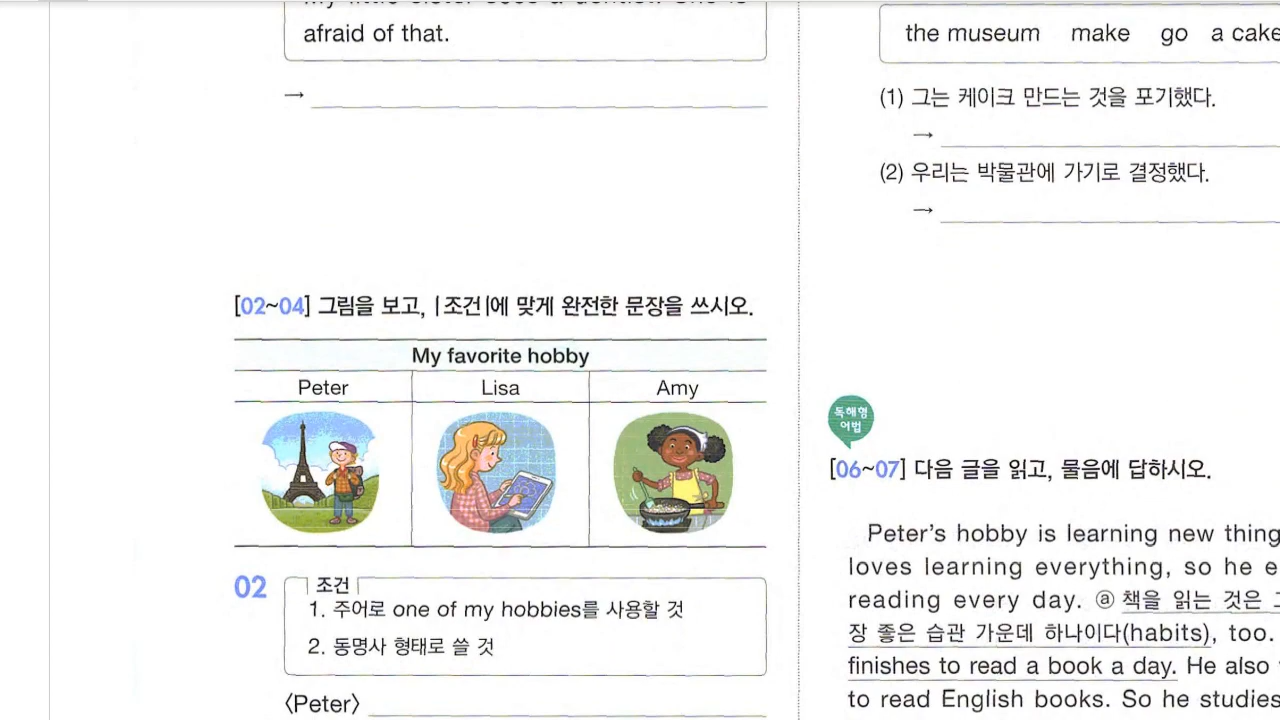 afraid of that.
→
[02~04] 그림을 보고, |조건|에 맞게 완전한 문장을 쓰시오.
My favorite hobby
Peter Lisa Amy
02
조건
1. 주어로 one of my hobbies를 사용할 것
2. 동명사 형태로 쓸 것
〈Peter〉
the museum make go a cake
(1) 그는 케이크 만드는 것을 포기했다.
→
(2) 우리는 박물관에 가기로 결정했다.
→
독해형
어법
[06~07] 다음 글을 읽고, 물음에 답하시오.
Peter's hobby is learning new thing
loves learning everything, so he e
reading every day. ⓐ 책을 읽는 것은
장 좋은 습관 가운데 하나이다(habits), too.
finishes to read a book a day. He also
to read English books. So he studies